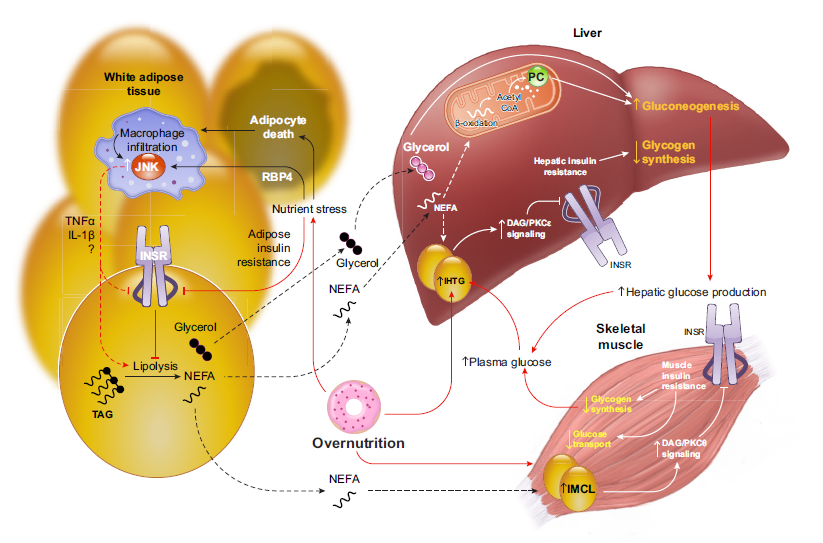 Liver
White adipose
tissue
Macrophage
infiltration
↑
JNK
Adipocyte
death
RBP4
Nutrient stress
TNFα
IL-1β
?
INSR
Adipose
insulin
resistance
Glycerol
NEFA
Glycerol
Lipolysis
NEFA
TAG
PC
Acetyl
CoA
β-oxidation
Glycerol
NEFA
↑IHTG
↑DAG/PKCε
signaling
Hepatic insulin
resistance
INSR
↑Gluconeogenesis
↓Glycogen
synthesis
↑Hepatic glucose production
↑Plasma glucose
Overnutrition
NEFA
Skeletal
muscle
INSR
Muscle
insulin
resistance
↓Glycogen
synthesis
↓Glucose
transport
↑DAG/PKCθ
signaling
↑IMCL